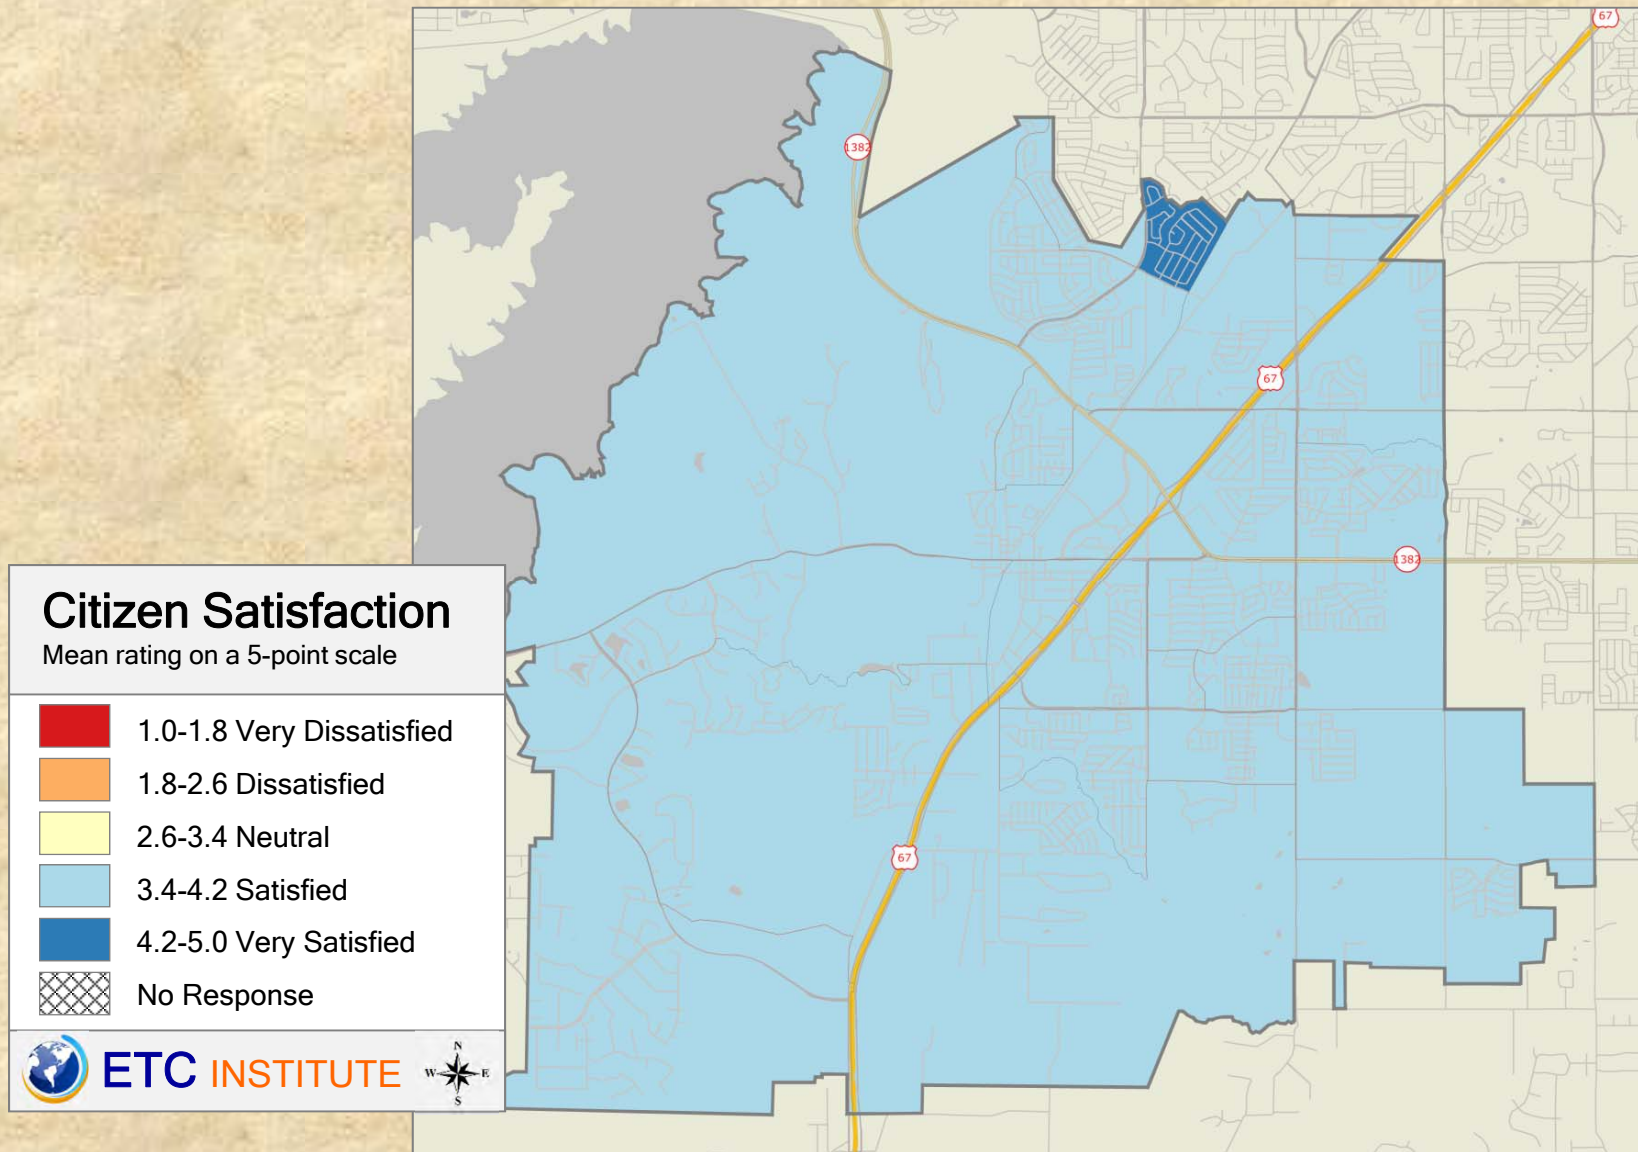 67
1382
67
1382
Citizen Satisfaction
Mean rating on a 5-point scale
1.0-1.8 Very Dissatisfied
1.8-2.6 Dissatisfied
2.6-3.4 Neutral
3.4-4.2 Satisfied
4.2-5.0 Very Satisfied
No Response
67
ETC INSTITUTE
N
W E
S